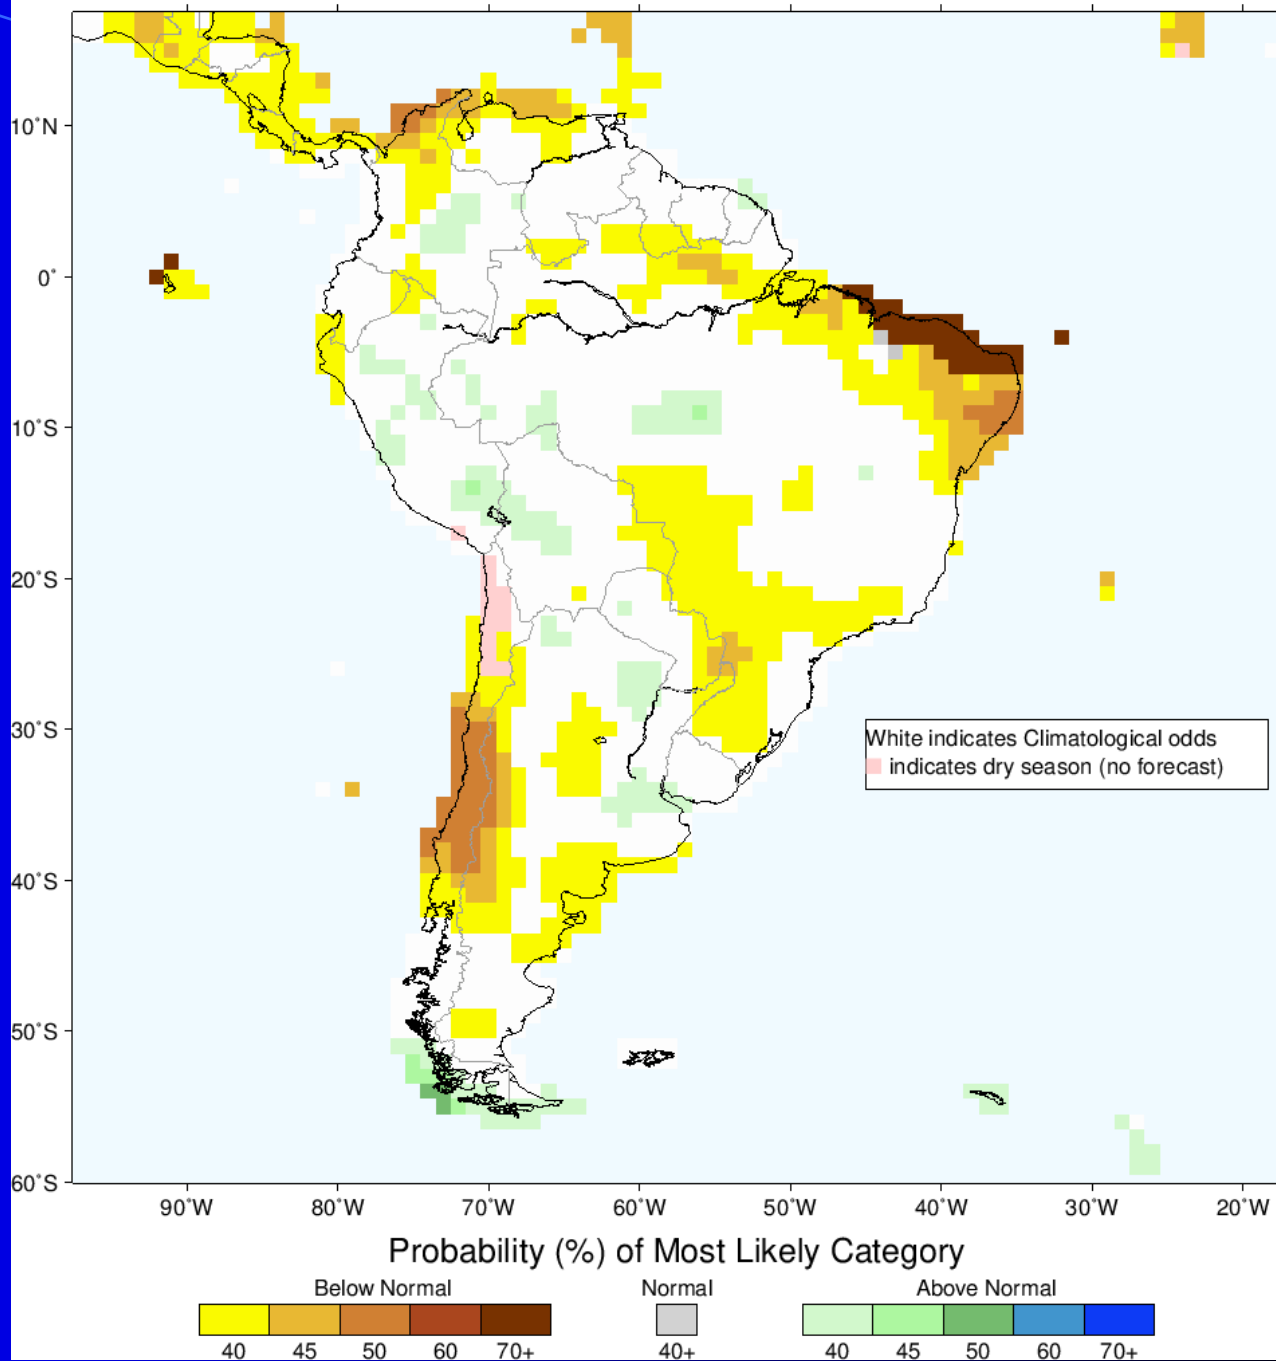 10°N
0°
10°S
20°S
30°S
40°S
50°S
60°S
White indicates Climatological odds
indicates dry season (no forecast)
90°W 80°W 70°W 60°W 50°W 40°W 30°W 20°W
Probability (%) of Most Likely Category
Below Normal Normal Above Normal
40 45 50 60 70+ 40+ 40 45 50 60 70+